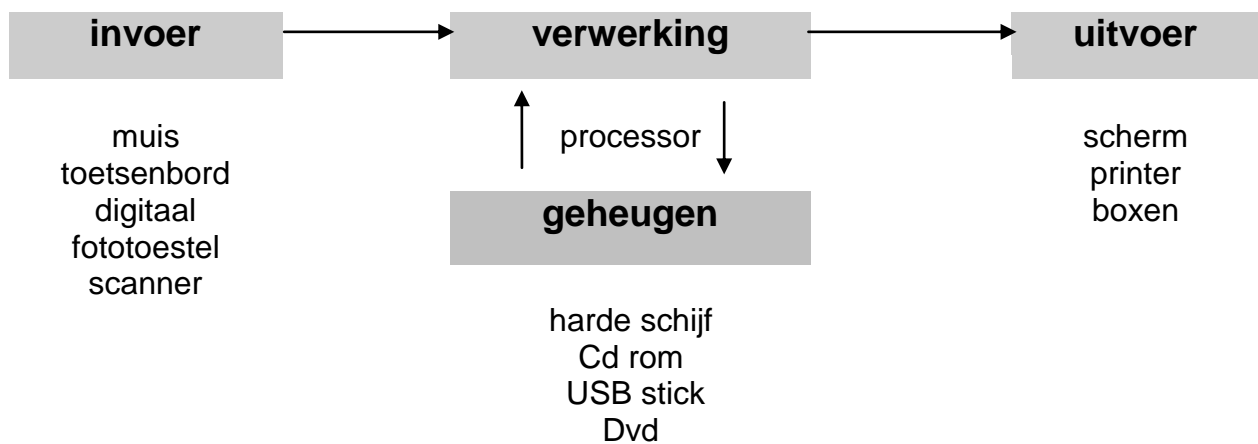 invoer
verwerking
uitvoer
muis
toetsenbord
digitaal
fototoestel
scanner
processor
geheugen
harde schijf
Cd rom
USB stick
Dvd
scherm
printer
boxen